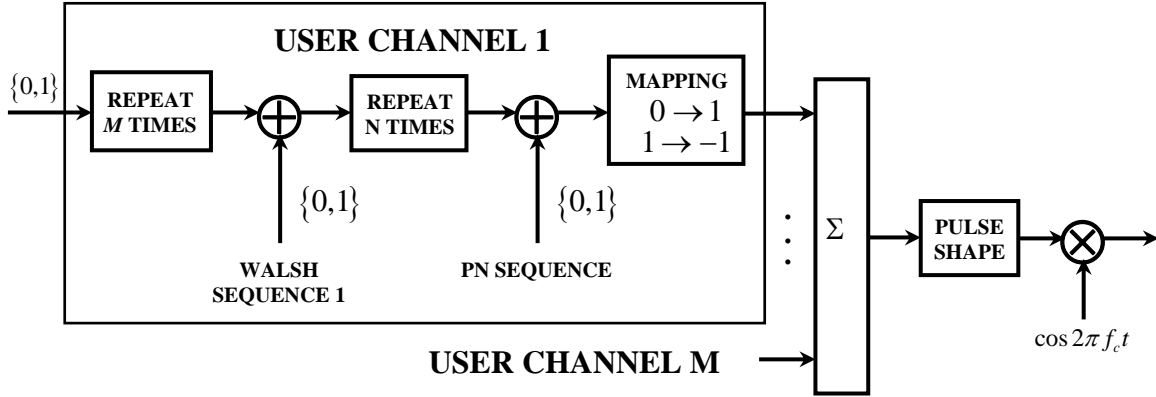 USER CHANNEL 1
{0,1}
REPEAT
M TIMES
REPEAT
N TIMES
MAPPING
0 → 1
1 → −1
{0,1}
{0,1}
WALSH
SEQUENCE 1
PN SEQUENCE
Σ
PULSE
SHAPE
cos 2π f_c t
USER CHANNEL M